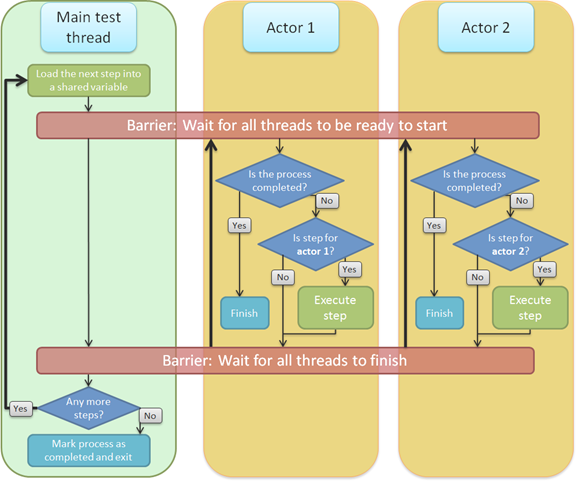 Main test
thread
Actor 1
Actor 2
Load the next step into
a shared variable
Barrier: Wait for all threads to be ready to start
Is the process
completed?
Is the process
completed?
No
No
Yes
Yes
Is step for
actor 1?
Is step for
actor 2?
No
Yes
No
Yes
Finish
Execute
step
Finish
Execute
step
Barrier: Wait for all threads to finish
Any more
steps?
Yes
No
Mark process as
completed and exit